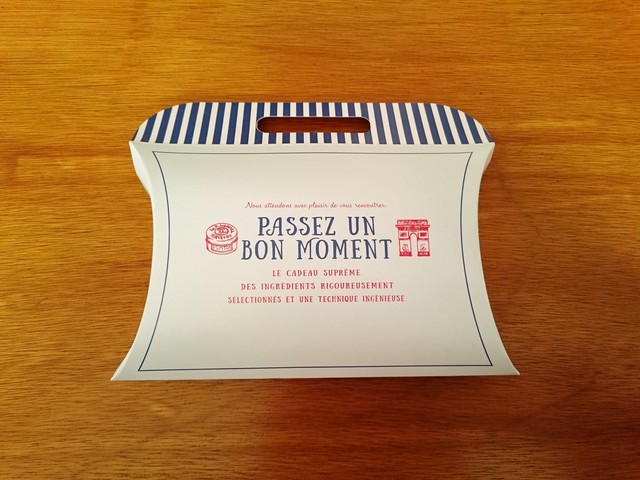 Nous attendons avec plaisir de vous rencontrer.
PASSEZ UN
BON MOMENT
LE CADEAU SUPRÊME.
DES INGRÉDIENTS RIGOUREUSEMENT
SÉLECTIONNÉS ET UNE TECHNIQUE INGÉNIEUSE